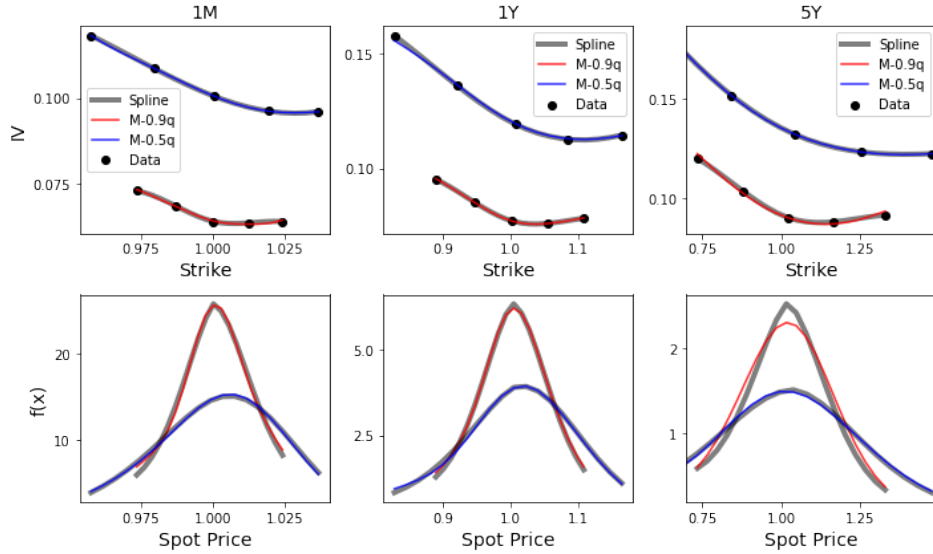 1M
1Y
5Y
IV
0.100
0.075
0.975
1.000
1.025
Strike
Spline
M-0.9q
M-0.5q
Data
0.15
0.10
0.9
1.0
1.1
Strike
Spline
M-0.9q
M-0.5q
Data
0.15
0.10
0.75
1.00
1.25
Strike
Spline
M-0.9q
M-0.5q
Data
f(x)
20
10
0.975
1.000
1.025
Spot Price
5.0
2.5
0.9
1.0
1.1
Spot Price
2
1
0.75
1.00
1.25
Spot Price